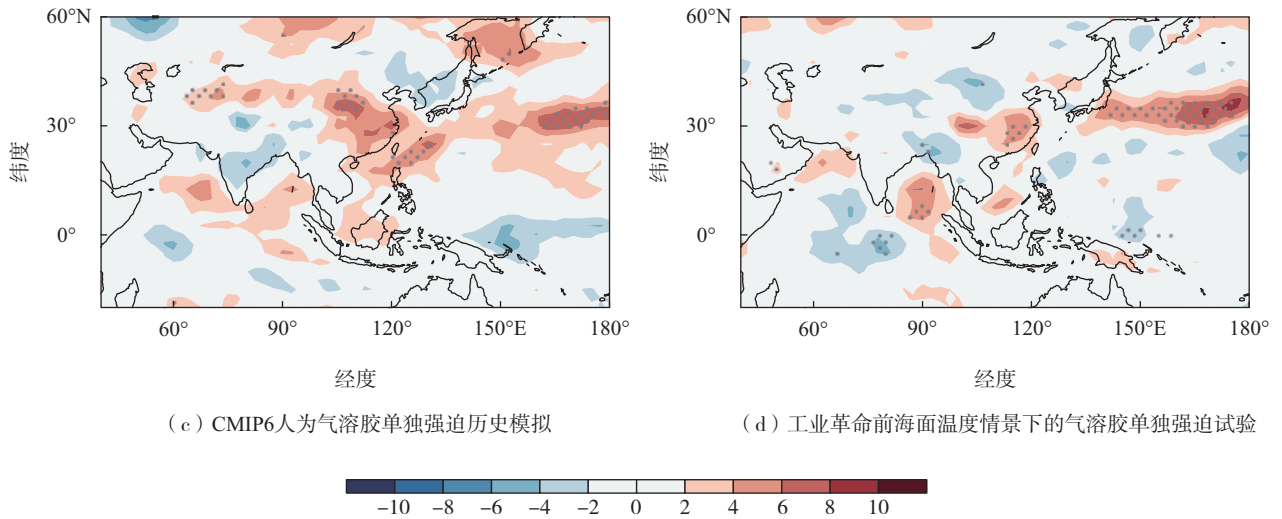 60°N
30°
0°
纬度
60°
90°
120°
150°E
180°
经度
（c）CMIP6人为气溶胶单独强迫历史模拟
60°N
30°
0°
纬度
60°
90°
120°
150°E
180°
经度
（d）工业革命前海面温度情景下的气溶胶单独强迫试验
-10 -8 -6 -4 -2 0 2 4 6 8 10